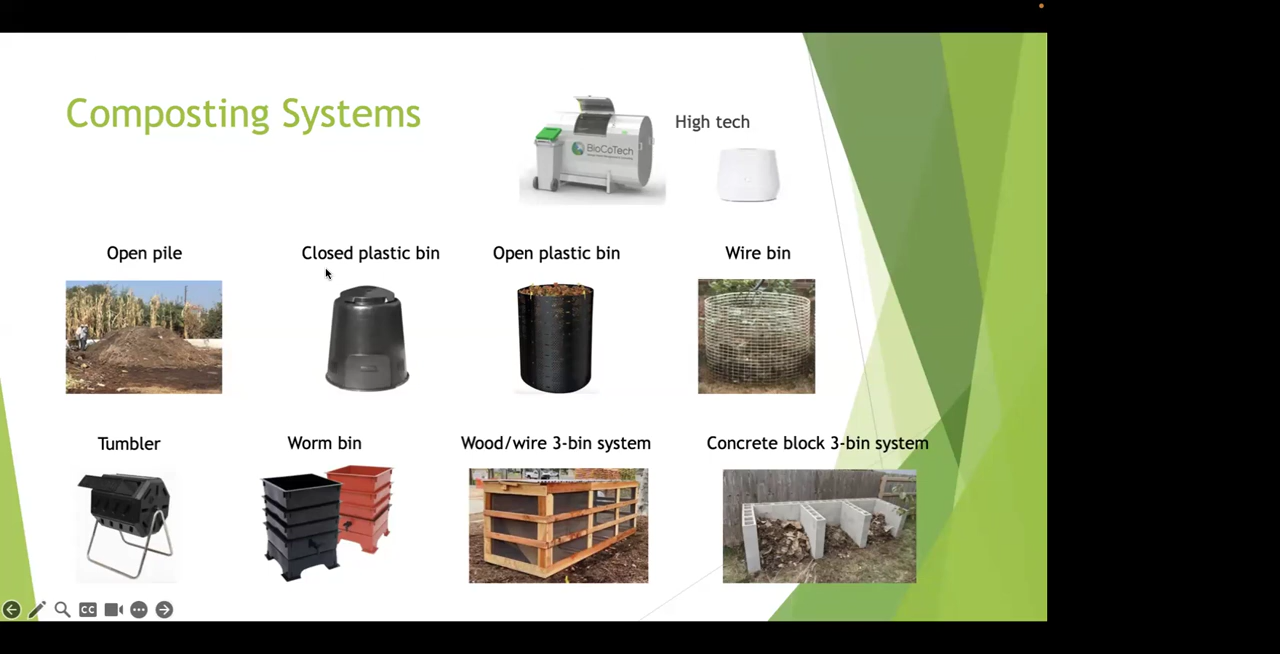 Composting Systems
High tech
BioCoTech
Open pile
Closed plastic bin
Open plastic bin
Wire bin
Tumbler
Worm bin
Wood/wire 3-bin system
Concrete block 3-bin system
CC